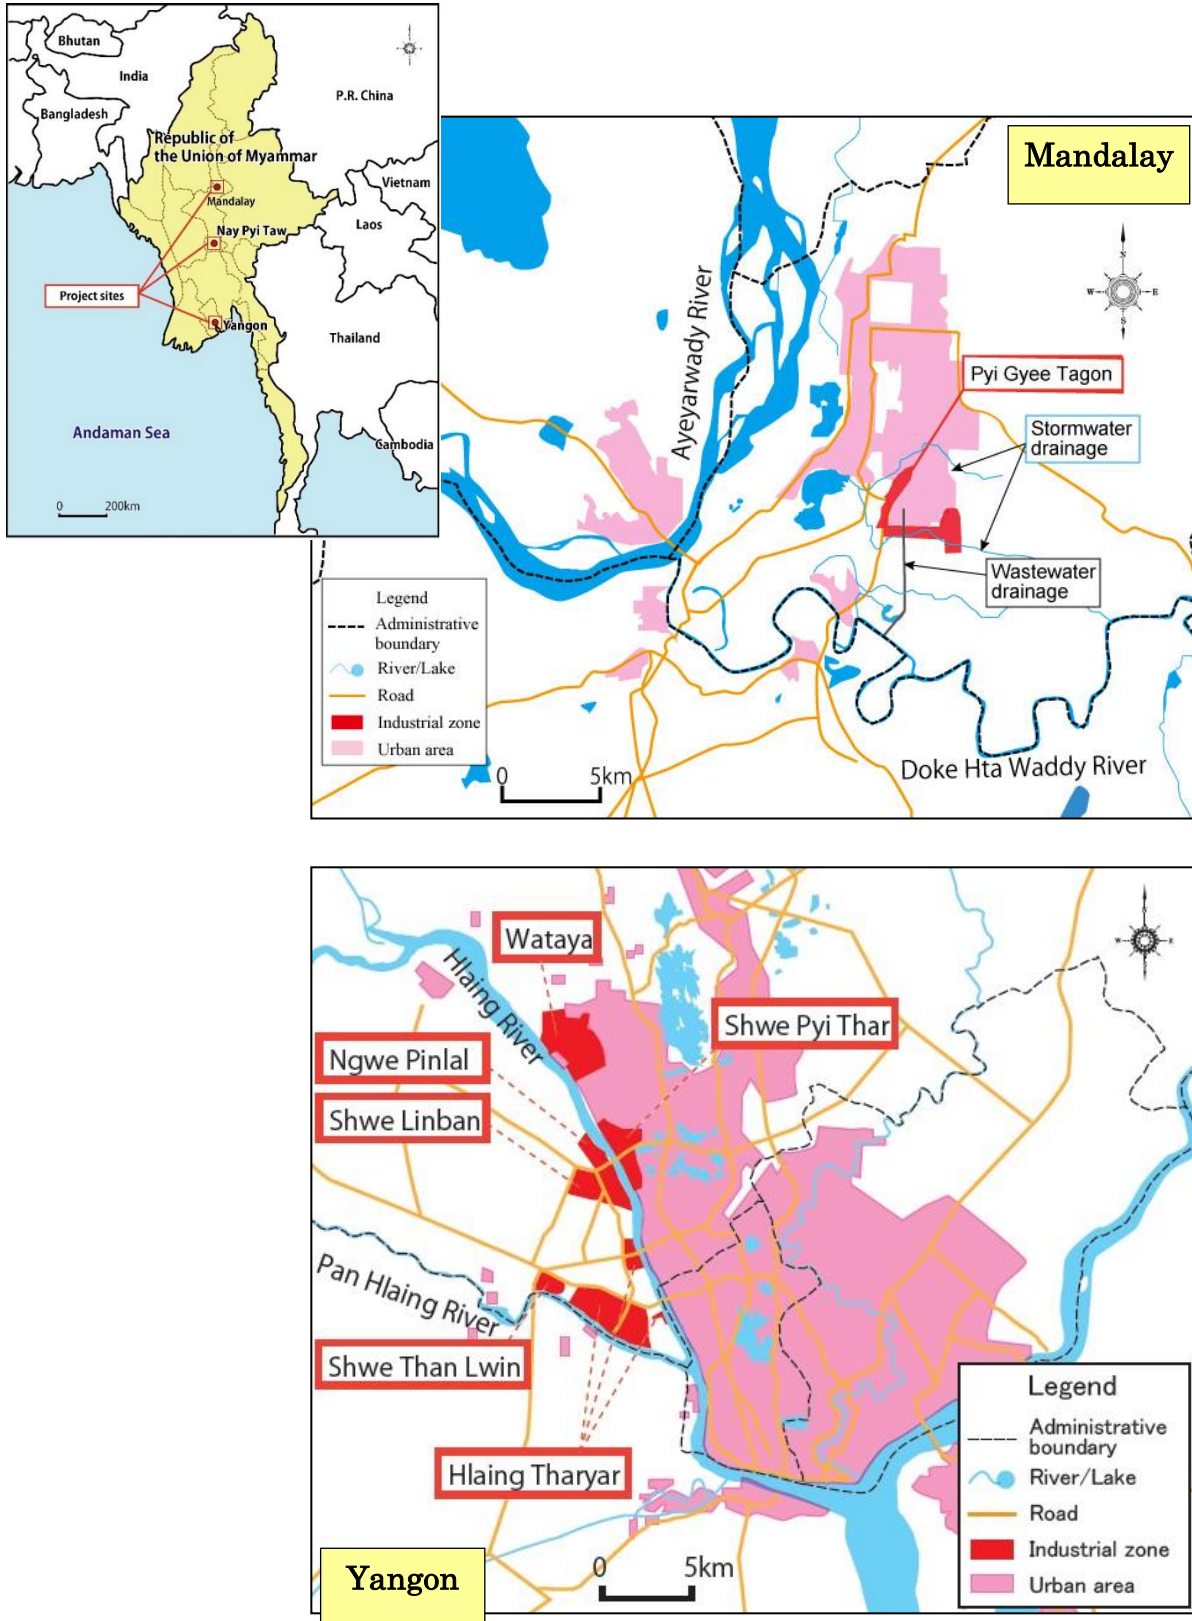 Bhutan
India
P.R. China
Bangladesh
Republic of
the Union of Myammar
Vietnam
Mandalay
Laos
Nay Pyi Taw
Project sites
Yangon
Thailand
Andaman Sea
Cambodia
0 200km
Mandalay
N
W E
S
Ayeyarwady River
Pyi Gyee Tagon
Stormwater
drainage
Wastewater
drainage
Legend
Administrative
boundary
River/Lake
Road
Industrial zone
Urban area
0 5km
Doke Hta Waddy River
Wataya
Hlaing River
Shwe Pyi Thar
Ngwe Pinlal
Shwe Linban
Pan Hlaing River
Shwe Than Lwin
Hlaing Tharyar
Legend
Administrative
boundary
River/Lake
Road
Industrial zone
Urban area
0 5km
Yangon